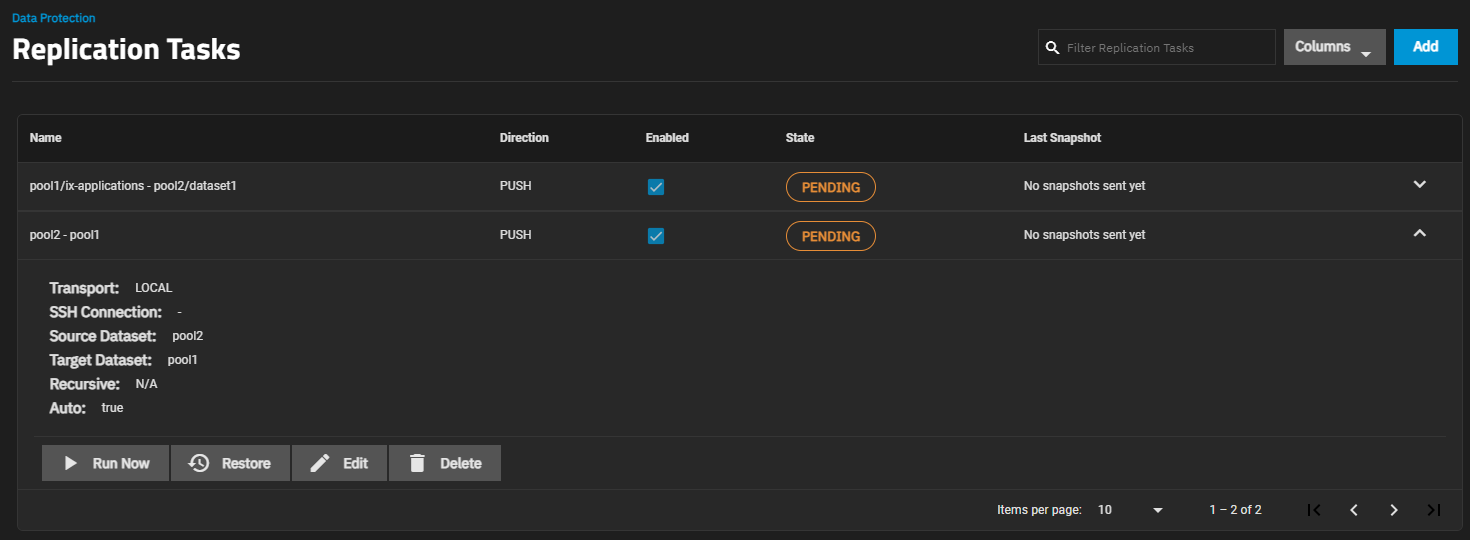 Data Protection
Replication Tasks
Filter Replication Tasks
Columns
Add
Name Direction Enabled State Last Snapshot
pool1/ix-applications - pool2/dataset1 PUSH PENDING No snapshots sent yet
pool2 - pool1 PUSH PENDING No snapshots sent yet
Transport: LOCAL
SSH Connection: -
Source Dataset: pool2
Target Dataset: pool1
Recursive: N/A
Auto: true
Run Now Restore Edit Delete
Items per page: 10 1 – 2 of 2